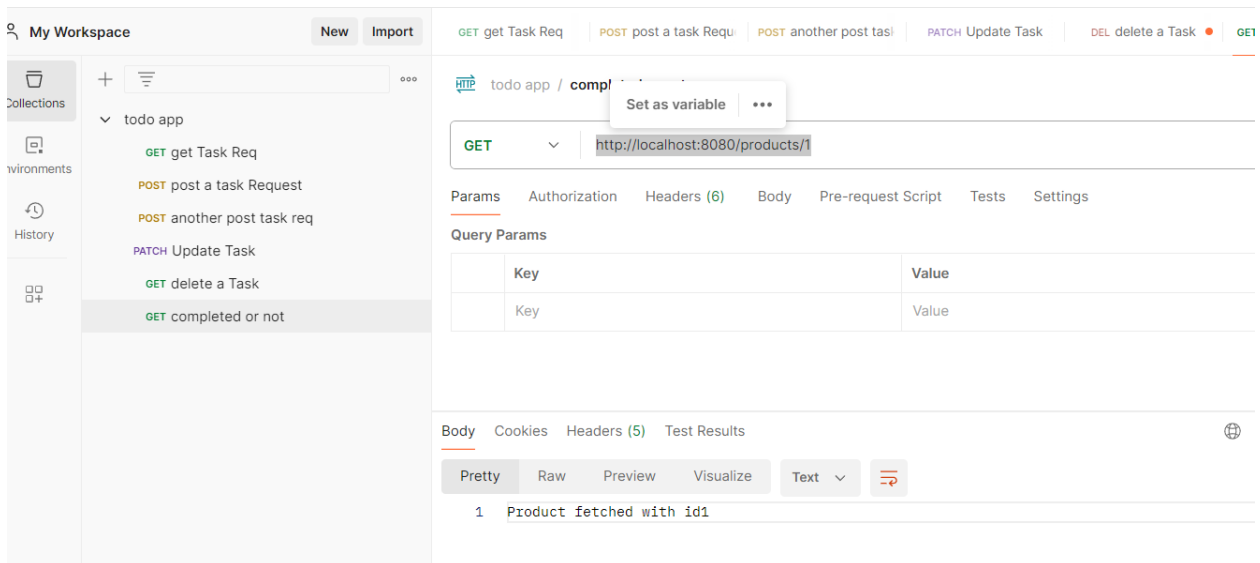 My Workspace New Import GET get Task Req POST post a task Requ POST another post tas PATCH Update Task DEL delete a Task GET
Collections
nvironments
History
todo app
GET get Task Req
POST post a task Request
POST another post task req
PATCH Update Task
GET delete a Task
GET completed or not
HTTP todo app /
Set as variable
GET http://localhost:8080/products/1
Params Authorization Headers (6) Body Pre-request Script Tests Settings
Query Params
Key Value
Key Value
Body Cookies Headers (5) Test Results
Pretty Raw Preview Visualize Text
1 Product fetched with id1